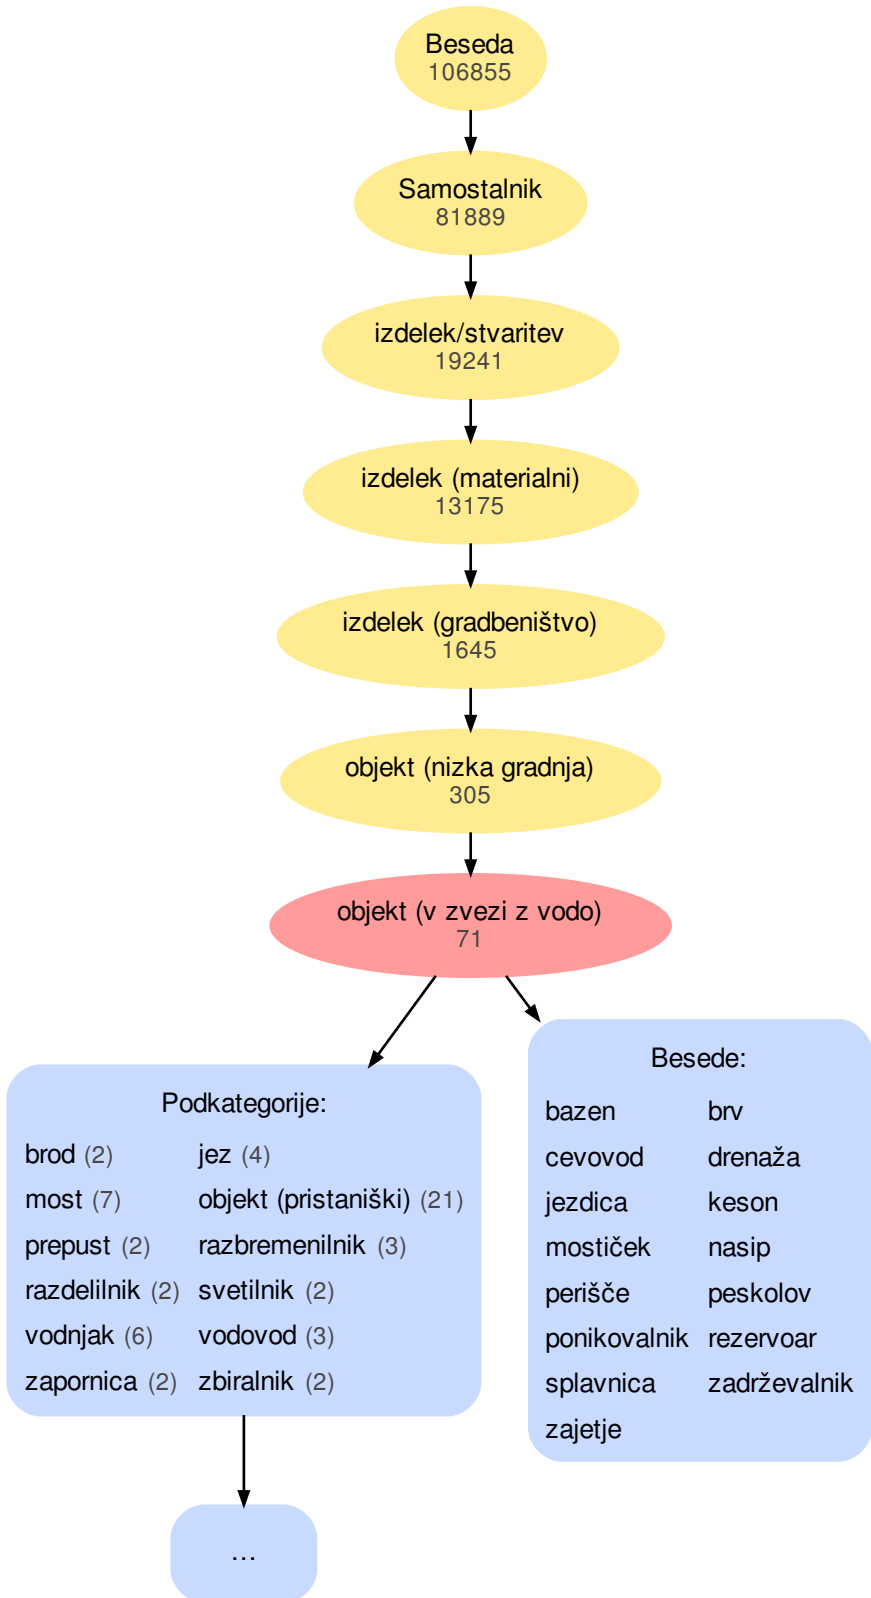 Beseda
106855
Samostalnik
81889
izdelek/stvaritev
19241
izdelek (materialni)
13175
izdelek (gradbeništvo)
1645
objekt (nizka gradnja)
305
objekt (v zvezi z vodo)
71
Podkategorije:
brod (2) jez (4)
most (7) objekt (pristaniški) (21)
prepust (2) razbremenilnik (3)
razdelilnik (2) svetilnik (2)
vodnjak (6) vodovod (3)
zapornica (2) zbiralnik (2)
...
Besede:
bazen brv
cevovod drenaža
jezdica keson
mostiček nasip
perišče peskolov
ponikovalnik rezervoar
splavnica zadrževalnik
zajetje